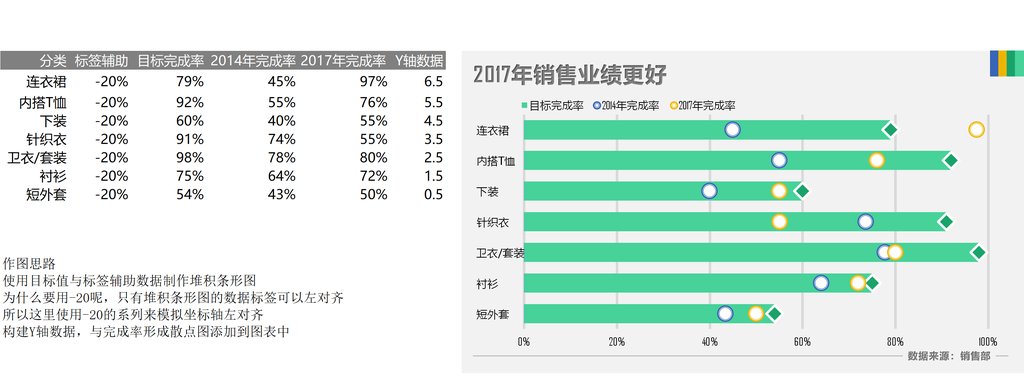 分类 标签辅助 目标完成率 2014年完成率 2017年完成率 Y轴数据
连衣裙 -20% 79% 45% 97% 6.5
内搭T恤 -20% 92% 55% 76% 5.5
下装 -20% 60% 40% 55% 4.5
针织衣 -20% 91% 74% 55% 3.5
卫衣/套装 -20% 98% 78% 80% 2.5
衬衫 -20% 75% 64% 72% 1.5
短外套 -20% 54% 43% 50% 0.5
作图思路
使用目标值与标签辅助数据制作堆积条形图
为什么要用-20呢，只有堆积条形图的数据标签可以左对齐
所以这里使用-20的系列来模拟坐标轴左对齐
构建Y轴数据，与完成率形成散点图添加到图表中
2017年销售业绩更好
目标完成率 2014年完成率 2017年完成率
连衣裙
内搭T恤
下装
针织衣
卫衣/套装
衬衫
短外套
0% 20% 40% 60% 80% 100%
数据来源：销售部